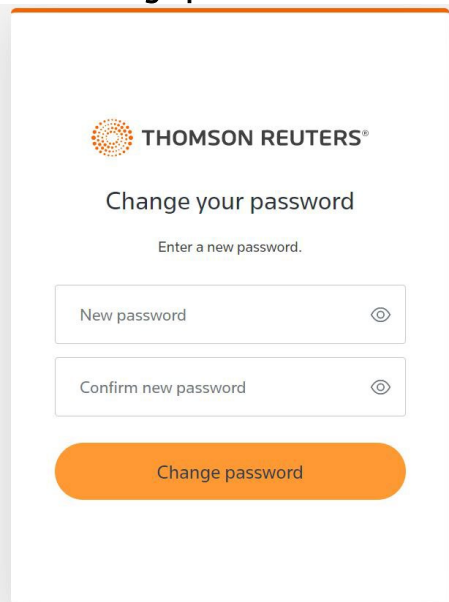 THOMSON REUTERS®
Change your password
Enter a new password.
New password
Confirm new password
Change password